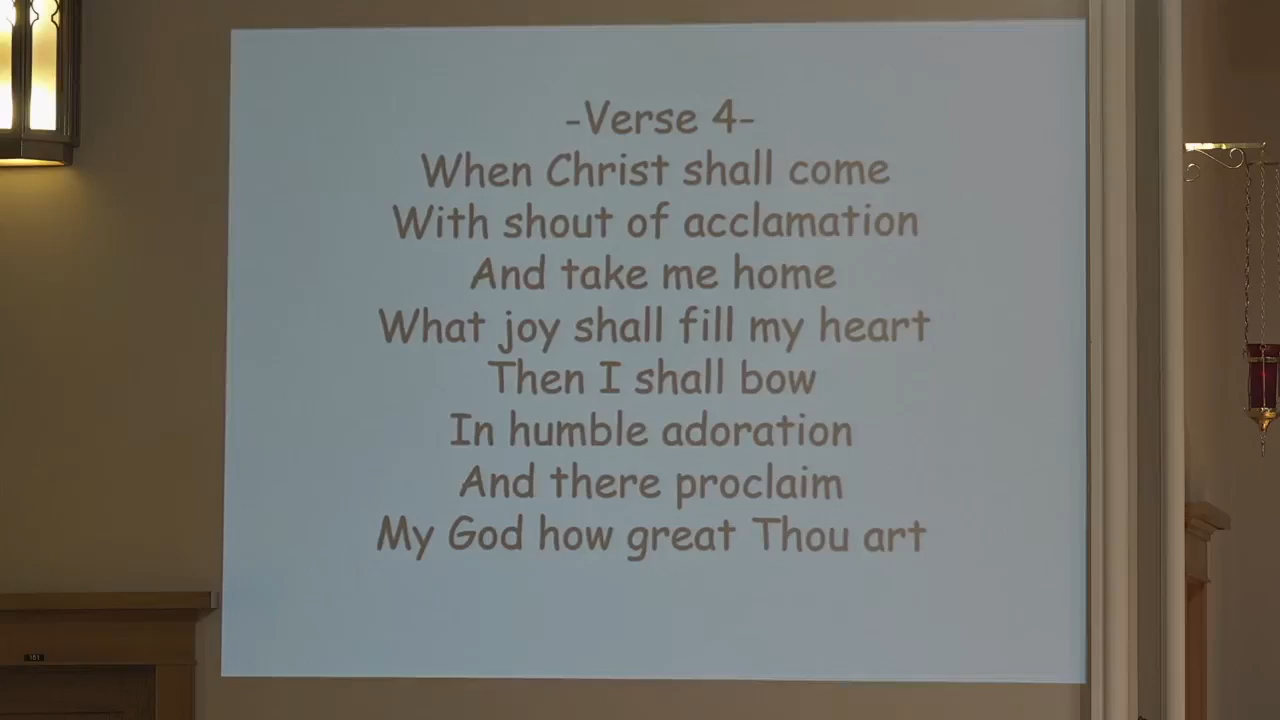 -Verse 4-
When Christ shall come
With shout of acclamation
And take me home
What joy shall fill my heart
Then I shall bow
In humble adoration
And there proclaim
My God how great Thou art